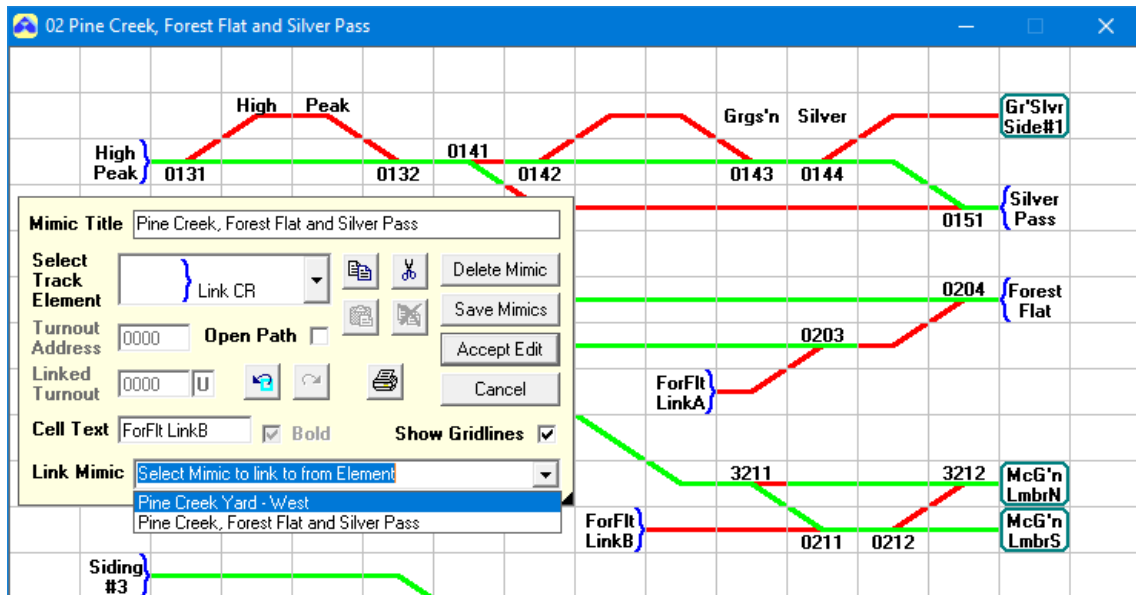 02 Pine Creek, Forest Flat and Silver Pass
High Peak
Grgs'n Silver
Gr'Slvr
Side#1
High
Peak
0131
0132
0141
0142
0143
0144
Silver
Pass
0151
Mimic Title Pine Creek, Forest Flat and Silver Pass
Select
Track
Element
Link CR
Delete Mimic
Save Mimics
Turnout
Address
0000
Open Path
Accept Edit
Linked
Turnout
0000
U
Cancel
Cell Text ForFlt LinkB
Bold
Show Gridlines
Link Mimic Select Mimic to link to from Element
Pine Creek Yard - West
Pine Creek, Forest Flat and Silver Pass
0204
Forest
Flat
0203
ForFlt
LinkA
3211
3212
McG'n
LmbrN
ForFlt
LinkB
0211
0212
McG'n
LmbrS
Siding
#3